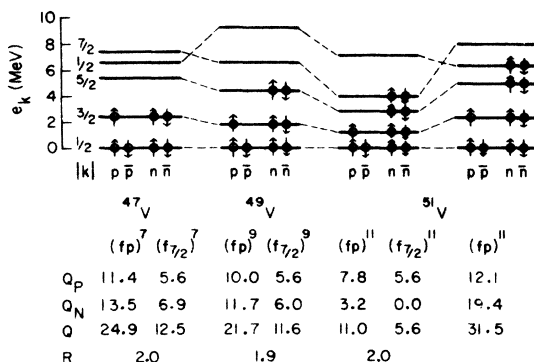 10
8
6
4
2
0
e_k (MeV)
7/2
1/2
5/2
3/2
1/2
|k| p p̄ n n̄ p p̄ n n̄ p p̄ n n̄ p p̄ n n̄
⁴⁷V ⁴⁹V ⁵¹V
(fp)⁷ (f₇/₂)⁷ (fp)⁹ (f₇/₂)⁹ (fp)¹¹ (f₇/₂)¹¹ (fp)¹¹
Q_P 11.4 5.6 10.0 5.6 7.8 5.6 12.1
Q_N 13.5 6.9 11.7 6.0 3.2 0.0 19.4
Q 24.9 12.5 21.7 11.6 11.0 5.6 31.5
R 2.0 1.9 2.0